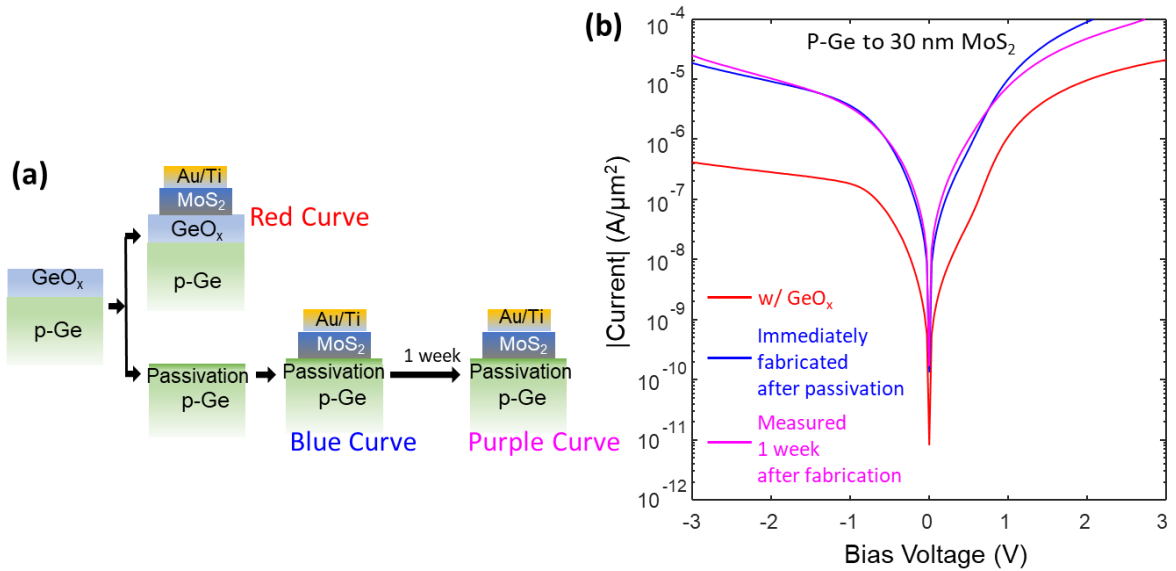 (a)
GeOₓ
p-Ge
Au/Ti
MoS₂
GeOₓ
p-Ge
Red Curve
Passivation
p-Ge
Au/Ti
MoS₂
Passivation
p-Ge
Blue Curve
1 week
Au/Ti
MoS₂
Passivation
p-Ge
Purple Curve
(b)
P-Ge to 30 nm MoS₂
|Current| (A/µm²)
10⁻⁴
10⁻⁵
10⁻⁶
10⁻⁷
10⁻⁸
10⁻⁹
10⁻¹⁰
10⁻¹¹
10⁻¹²
w/ GeOₓ
Immediately
fabricated
after passivation
Measured
1 week
after fabrication
-3 -2 -1 0 1 2 3
Bias Voltage (V)